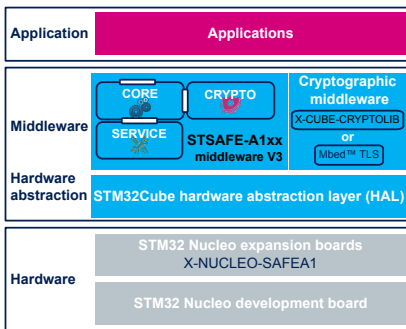 Application
Applications
Middleware
CORE
CRYPTO
SERVICE
STSAFE-A1xx
middleware V3
Cryptographic
middleware
X-CUBE-CRYPTOLIB
or
Mbed™ TLS
Hardware
abstraction
STM32Cube hardware abstraction layer (HAL)
Hardware
STM32 Nucleo expansion boards
X-NUCLEO-SAFEA1
STM32 Nucleo development board